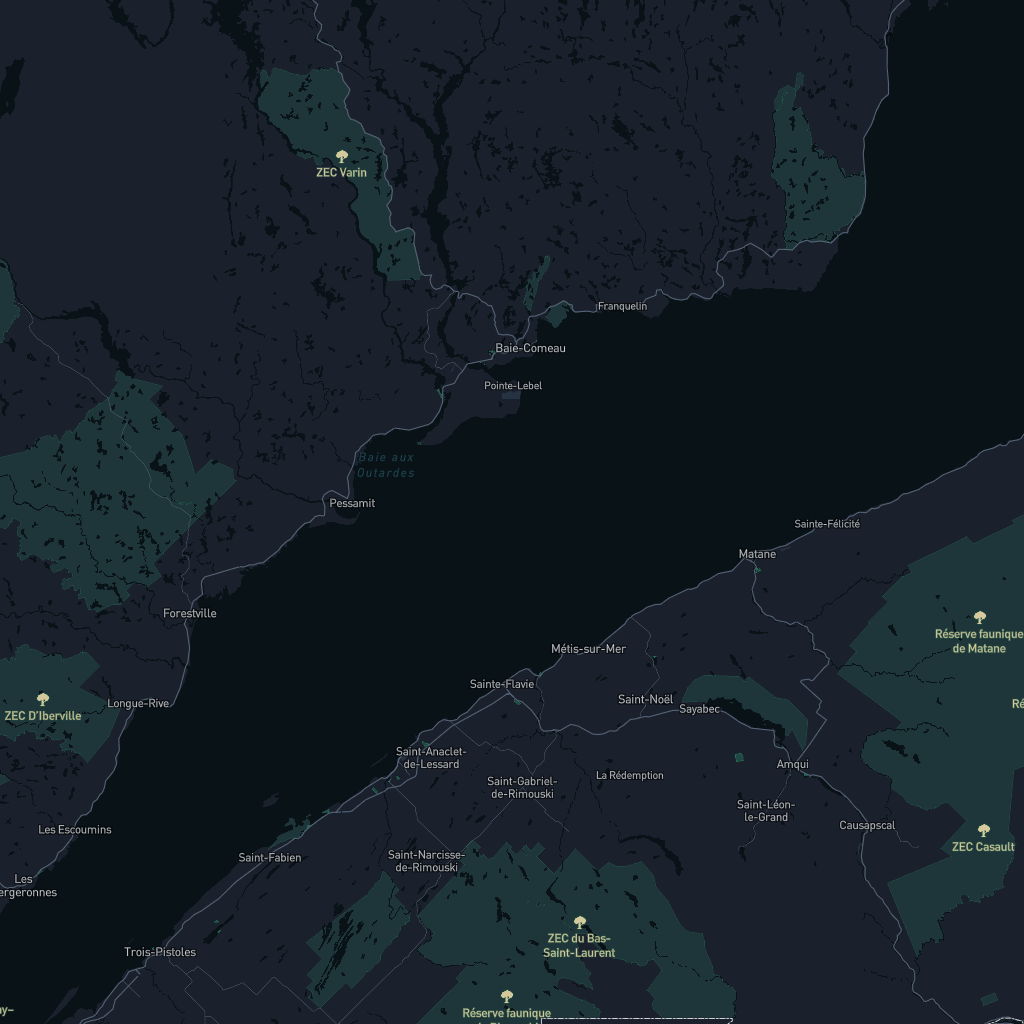 ZEC Varin
Franquelin
Baie-Comeau
Pointe-Lebel
Baie aux
Outardes
Pessamit
Sainte-Félicité
Matane
Forestville
Réserve faunique
de Matane
Métis-sur-Mer
Sainte-Flavie
Saint-Noël
Sayabec
Longue-Rive
ZEC D'Iberville
Ré
Saint-Anaclet-
de-Lessard
Amqui
Saint-Gabriel-
de-Rimouski
La Rédemption
Saint-Léon-
le-Grand
Causapscal
Les Escoumins
ZEC Casault
Saint-Fabien
Saint-Narcisse-
de-Rimouski
Les
ergeronnes
ZEC du Bas-
Saint-Laurent
Trois-Pistoles
ay–
Réserve faunique